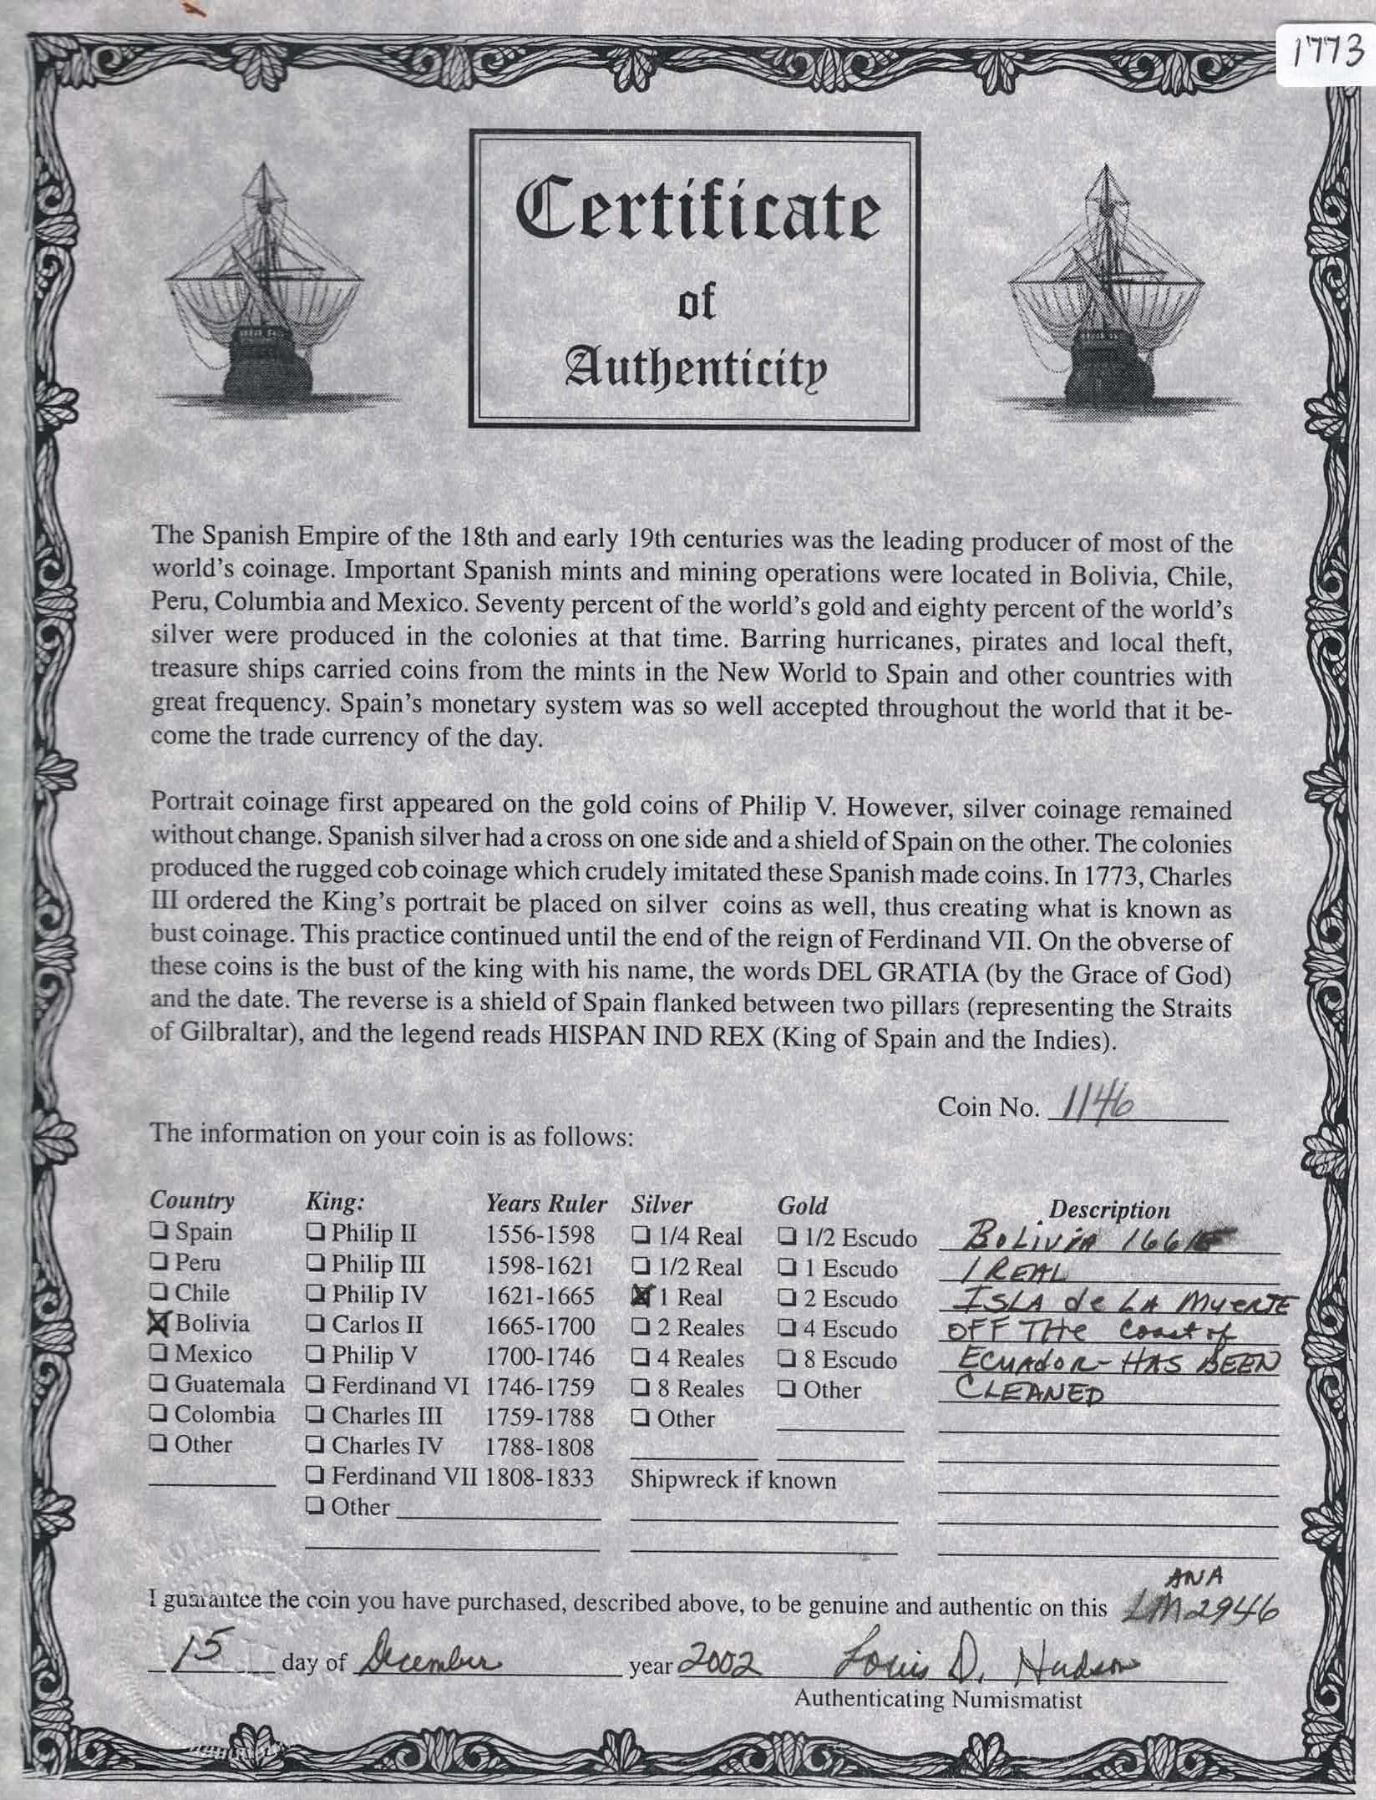 1773
Certificate
of
Authenticity
The Spanish Empire of the 18th and early 19th centuries was the leading producer of most of the
world's coinage. Important Spanish mints and mining operations were located in Bolivia, Chile,
Peru, Columbia and Mexico. Seventy percent of the world's gold and eighty percent of the world's
silver were produced in the colonies at that time. Barring hurricanes, pirates and local theft,
treasure ships carried coins from the mints in the New World to Spain and other countries with
great frequency. Spain's monetary system was so well accepted throughout the world that it be-
come the trade currency of the day.
Portrait coinage first appeared on the gold coins of Philip V. However, silver coinage remained
without change. Spanish silver had a cross on one side and a shield of Spain on the other. The colonies
produced the rugged cob coinage which crudely imitated these Spanish made coins. In 1773, Charles
III ordered the King's portrait be placed on silver coins as well, thus creating what is known as
bust coinage. This practice continued until the end of the reign of Ferdinand VII. On the obverse of
these coins is the bust of the king with his name, the words DEL GRATIA (by the Grace of God)
and the date. The reverse is a shield of Spain flanked between two pillars (representing the Straits
of Gilbraltar), and the legend reads HISPAN IND REX (King of Spain and the Indies).
Coin No. 1146
The information on your coin is as follows:
Country King: Years Ruler Silver Gold Description
Spain Philip II 1556-1598 1/4 Real 1/2 Escudo BOLIVIA
Peru Philip III 1598-1621 1/2 Real 1 Escudo 1 REAL
Chile Philip IV 1621-1665 1 Real 2 Escudo ISLA de LA MUERTE
Bolivia Carlos II 1665-1700 2 Reales 4 Escudo OFF THE Coast of
Mexico Philip V 1700-1746 4 Reales 8 Escudo ECUADOR - HAS BEEN
Guatemala Ferdinand VI 1746-1759 8 Reales Other CLEANED
Colombia Charles III 1759-1788 Other
Other Charles IV 1788-1808
Ferdinand VII 1808-1833 Shipwreck if known
Other
ANA
I guarantee the coin you have purchased, described above, to be genuine and authentic on this LM 2946
15 day of December year 2002 Louis D. Hudson
Authenticating Numismatist